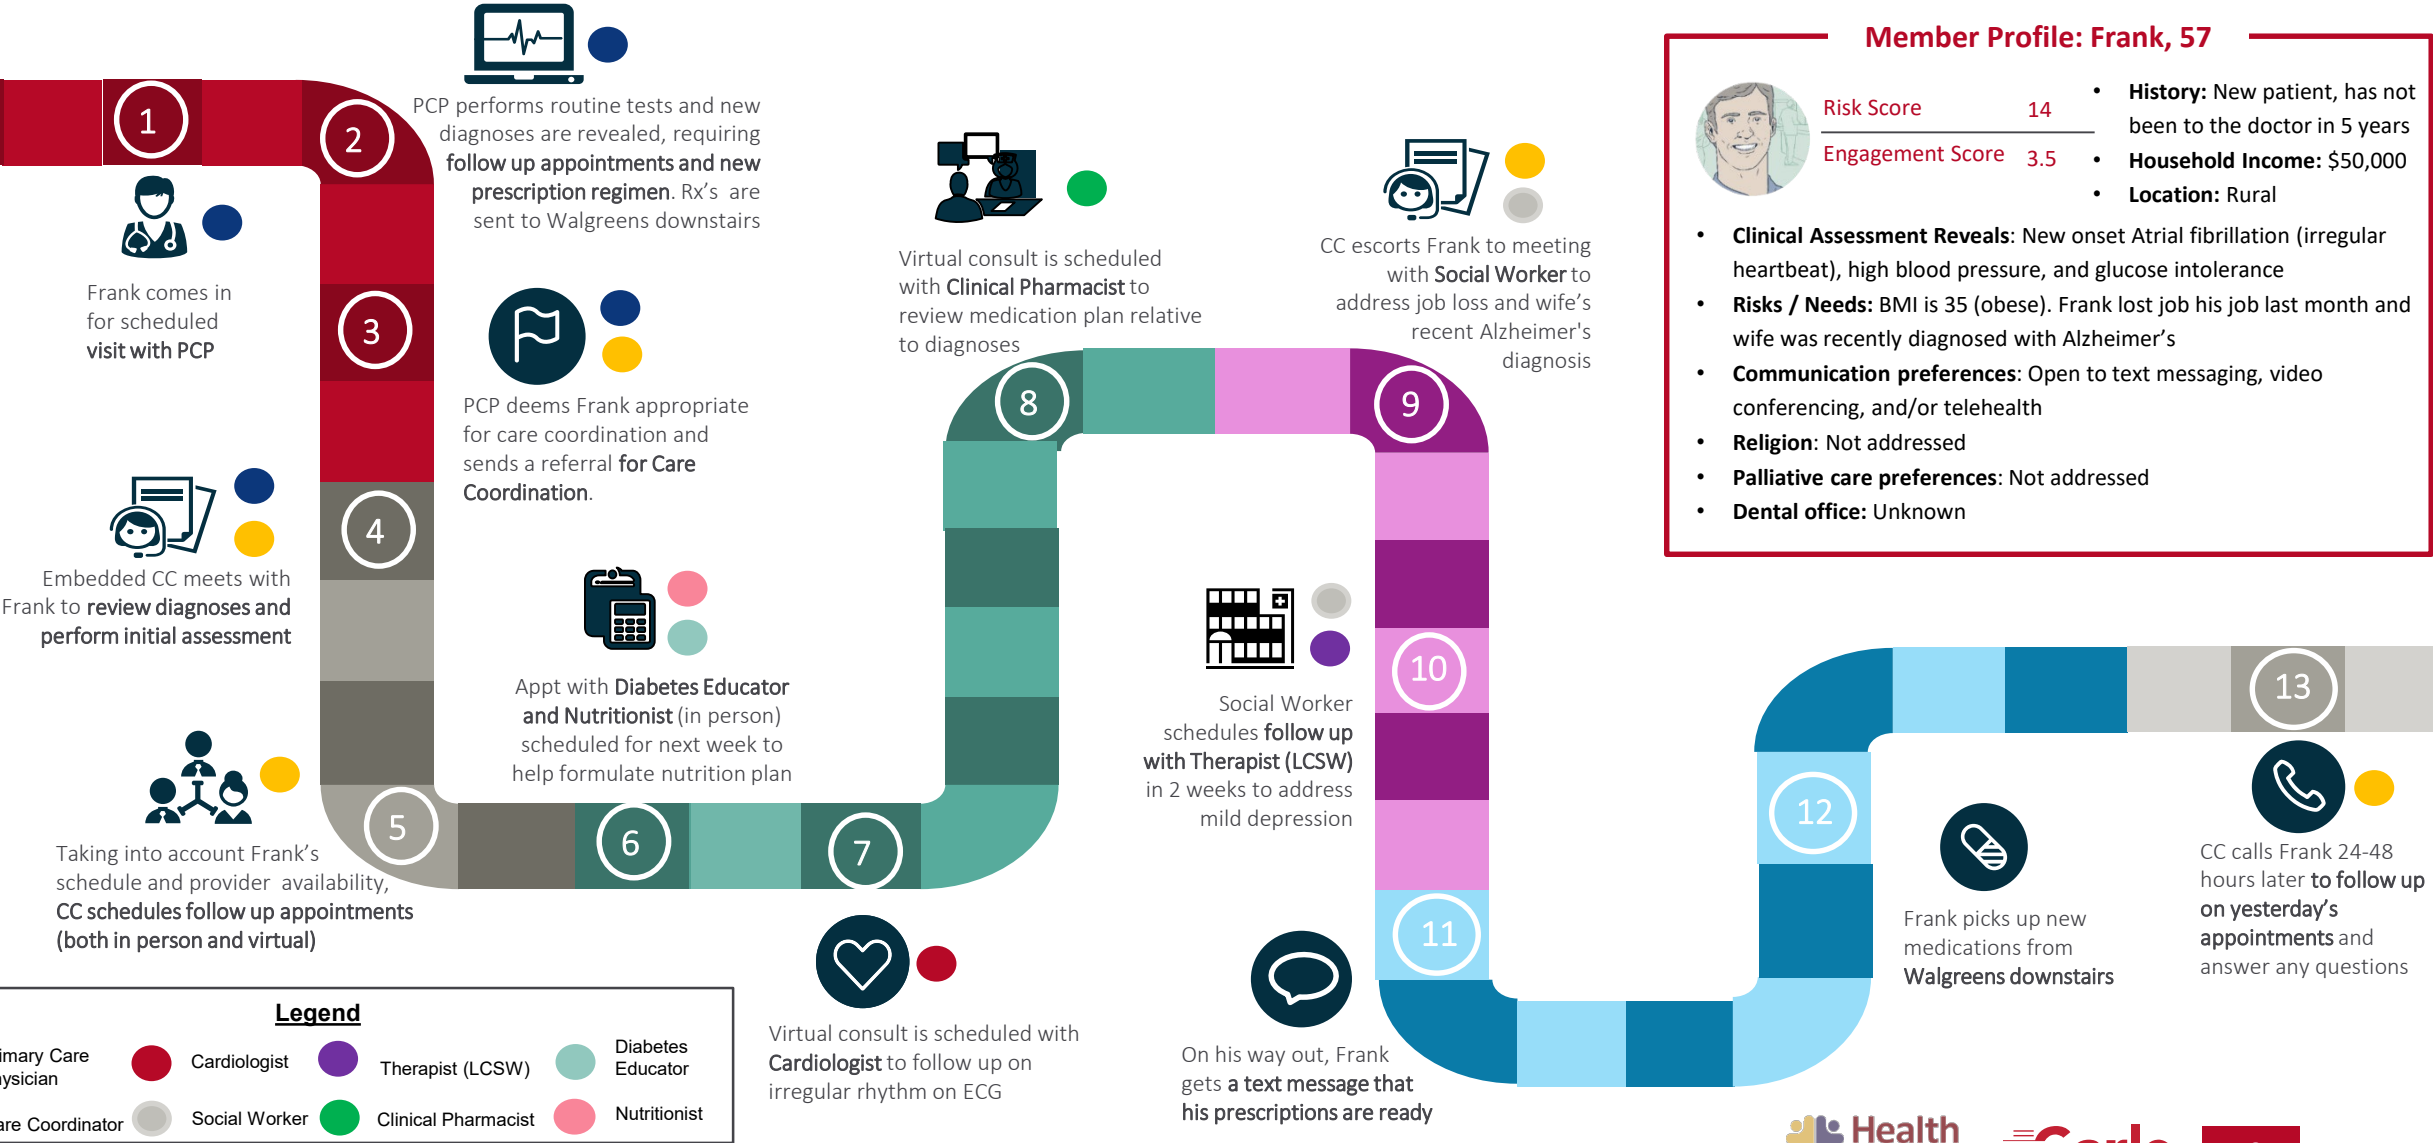 1
Frank comes in
for scheduled
visit with PCP
2
PCP performs routine tests and new
diagnoses are revealed, requiring
follow up appointments and new
prescription regimen. Rx’s are
sent to Walgreens downstairs
3
PCP deems Frank appropriate
for care coordination and
sends a referral for Care
Coordination.
4
Embedded CC meets with
Frank to review diagnoses and
perform initial assessment
5
Taking into account Frank’s
schedule and provider availability,
CC schedules follow up appointments
(both in person and virtual)
6
Appt with Diabetes Educator
and Nutritionist (in person)
scheduled for next week to
help formulate nutrition plan
7
Virtual consult is scheduled with
Cardiologist to follow up on
irregular rhythm on ECG
8
Virtual consult is scheduled
with Clinical Pharmacist to
review medication plan relative
to diagnoses
9
CC escorts Frank to meeting
with Social Worker to
address job loss and wife’s
recent Alzheimer's
diagnosis
10
Social Worker
schedules follow up
with Therapist (LCSW)
in 2 weeks to address
mild depression
11
On his way out, Frank
gets a text message that
his prescriptions are ready
12
Frank picks up new
medications from
Walgreens downstairs
13
CC calls Frank 24-48
hours later to follow up
on yesterday’s
appointments and
answer any questions
Member Profile: Frank, 57
Risk Score 14
Engagement Score 3.5
• History: New patient, has not
been to the doctor in 5 years
• Household Income: $50,000
• Location: Rural
• Clinical Assessment Reveals: New onset Atrial fibrillation (irregular
heartbeat), high blood pressure, and glucose intolerance
• Risks / Needs: BMI is 35 (obese). Frank lost job his job last month and
wife was recently diagnosed with Alzheimer’s
• Communication preferences: Open to text messaging, video
conferencing, and/or telehealth
• Religion: Not addressed
• Palliative care preferences: Not addressed
• Dental office: Unknown
Legend
imary Care
ysician
Cardiologist
Therapist (LCSW)
Diabetes
Educator
are Coordinator
Social Worker
Clinical Pharmacist
Nutritionist
Health